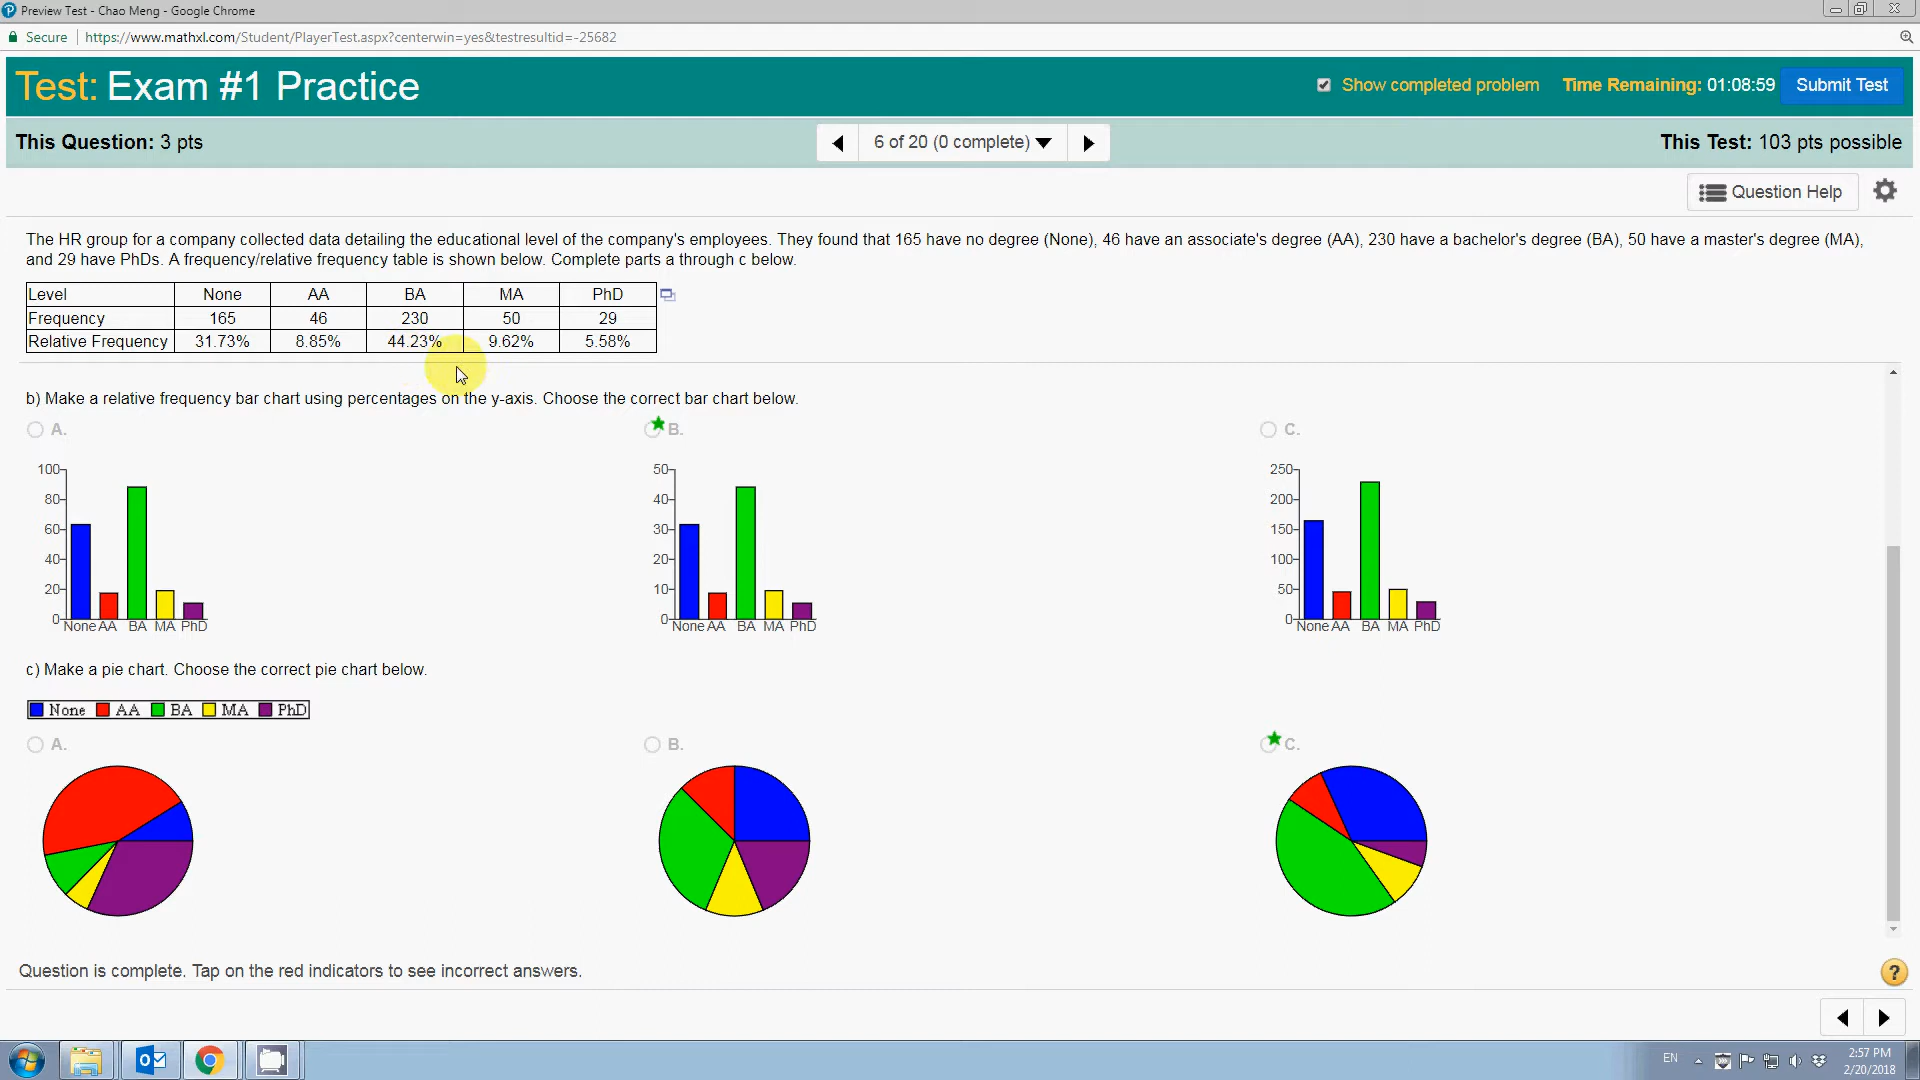 Preview Test - Chao Meng - Google Chrome
Secure | https://www.mathxl.com/Student/PlayerTest.aspx?centerwin=yes&testresultid=-25682
Test: Exam #1 Practice
Show completed problem Time Remaining: 01:08:59 Submit Test
This Question: 3 pts 6 of 20 (0 complete) This Test: 103 pts possible
Question Help
The HR group for a company collected data detailing the educational level of the company's employees. They found that 165 have no degree (None), 46 have an associate's degree (AA), 230 have a bachelor's degree (BA), 50 have a master's degree (MA),
and 29 have PhDs. A frequency/relative frequency table is shown below. Complete parts a through c below.
Level None AA BA MA PhD
Frequency 165 46 230 50 29
Relative Frequency 31.73% 8.85% 44.23% 9.62% 5.58%
b) Make a relative frequency bar chart using percentages on the y-axis. Choose the correct bar chart below.
A. B. C.
100 50 250
80 40 200
60 30 150
40 20 100
20 10 50
0 0 0
None AA BA MA PhD None AA BA MA PhD None AA BA MA PhD
c) Make a pie chart. Choose the correct pie chart below.
None AA BA MA PhD
A. B. C.
Question is complete. Tap on the red indicators to see incorrect answers.
?
EN 2:57 PM
2/20/2018